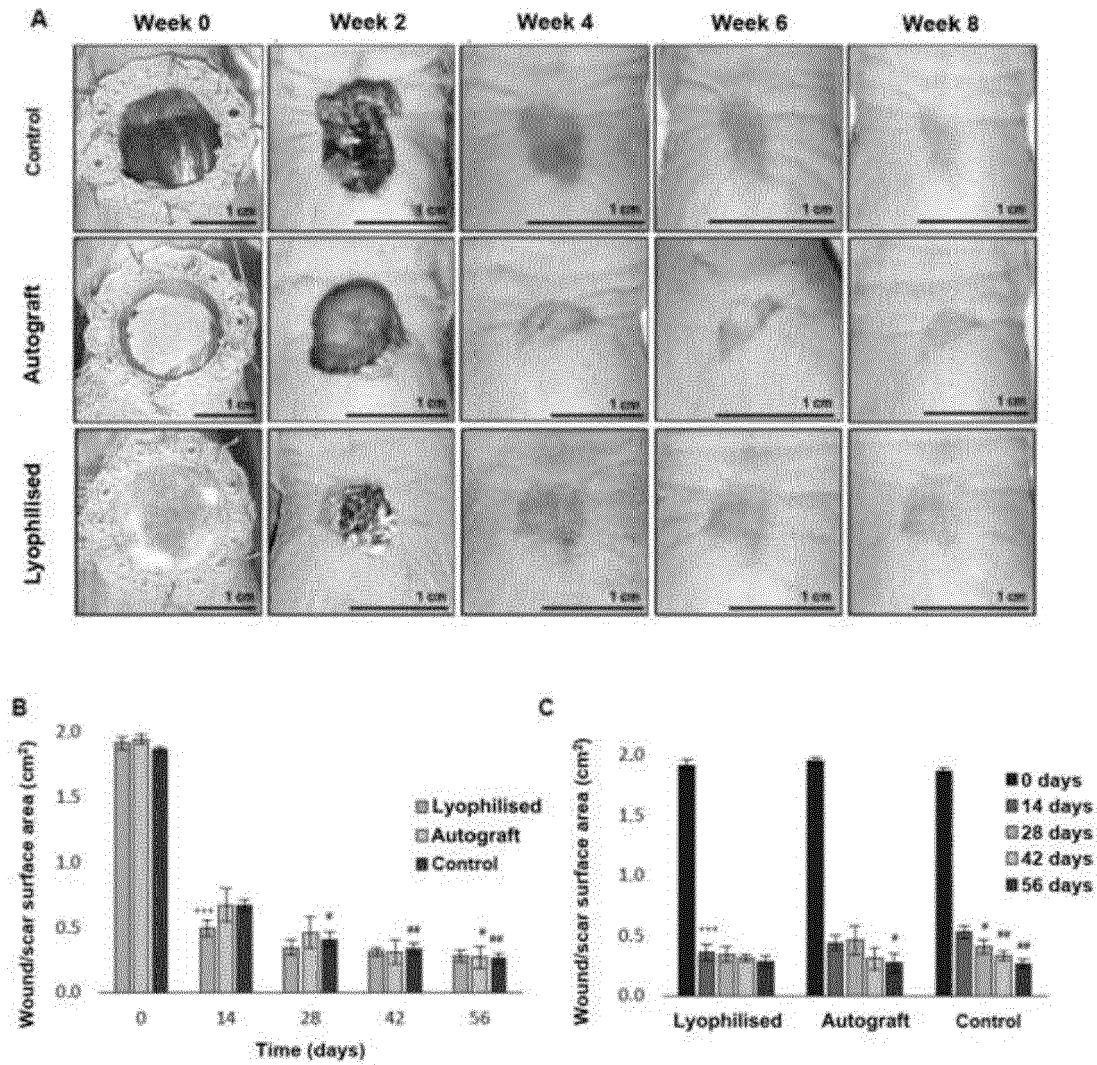 A
Week 0 Week 2 Week 4 Week 6 Week 8
Control
1 cm 1 cm 1 cm 1 cm 1 cm
Autograft
1 cm 1 cm 1 cm 1 cm 1 cm
Lyophilised
1 cm 1 cm 1 cm 1 cm 1 cm
B
Wound/scar surface area (cm²)
2.0
1.5
1.0
0.5
0.0
+++
#
##
#
##
0 14 28 42 56
Time (days)
Lyophilised
Autograft
Control
C
Wound/scar surface area (cm²)
2.0
1.5
1.0
0.5
0.0
+++
#
#
##
##
Lyophilised Autograft Control
0 days
14 days
28 days
42 days
56 days